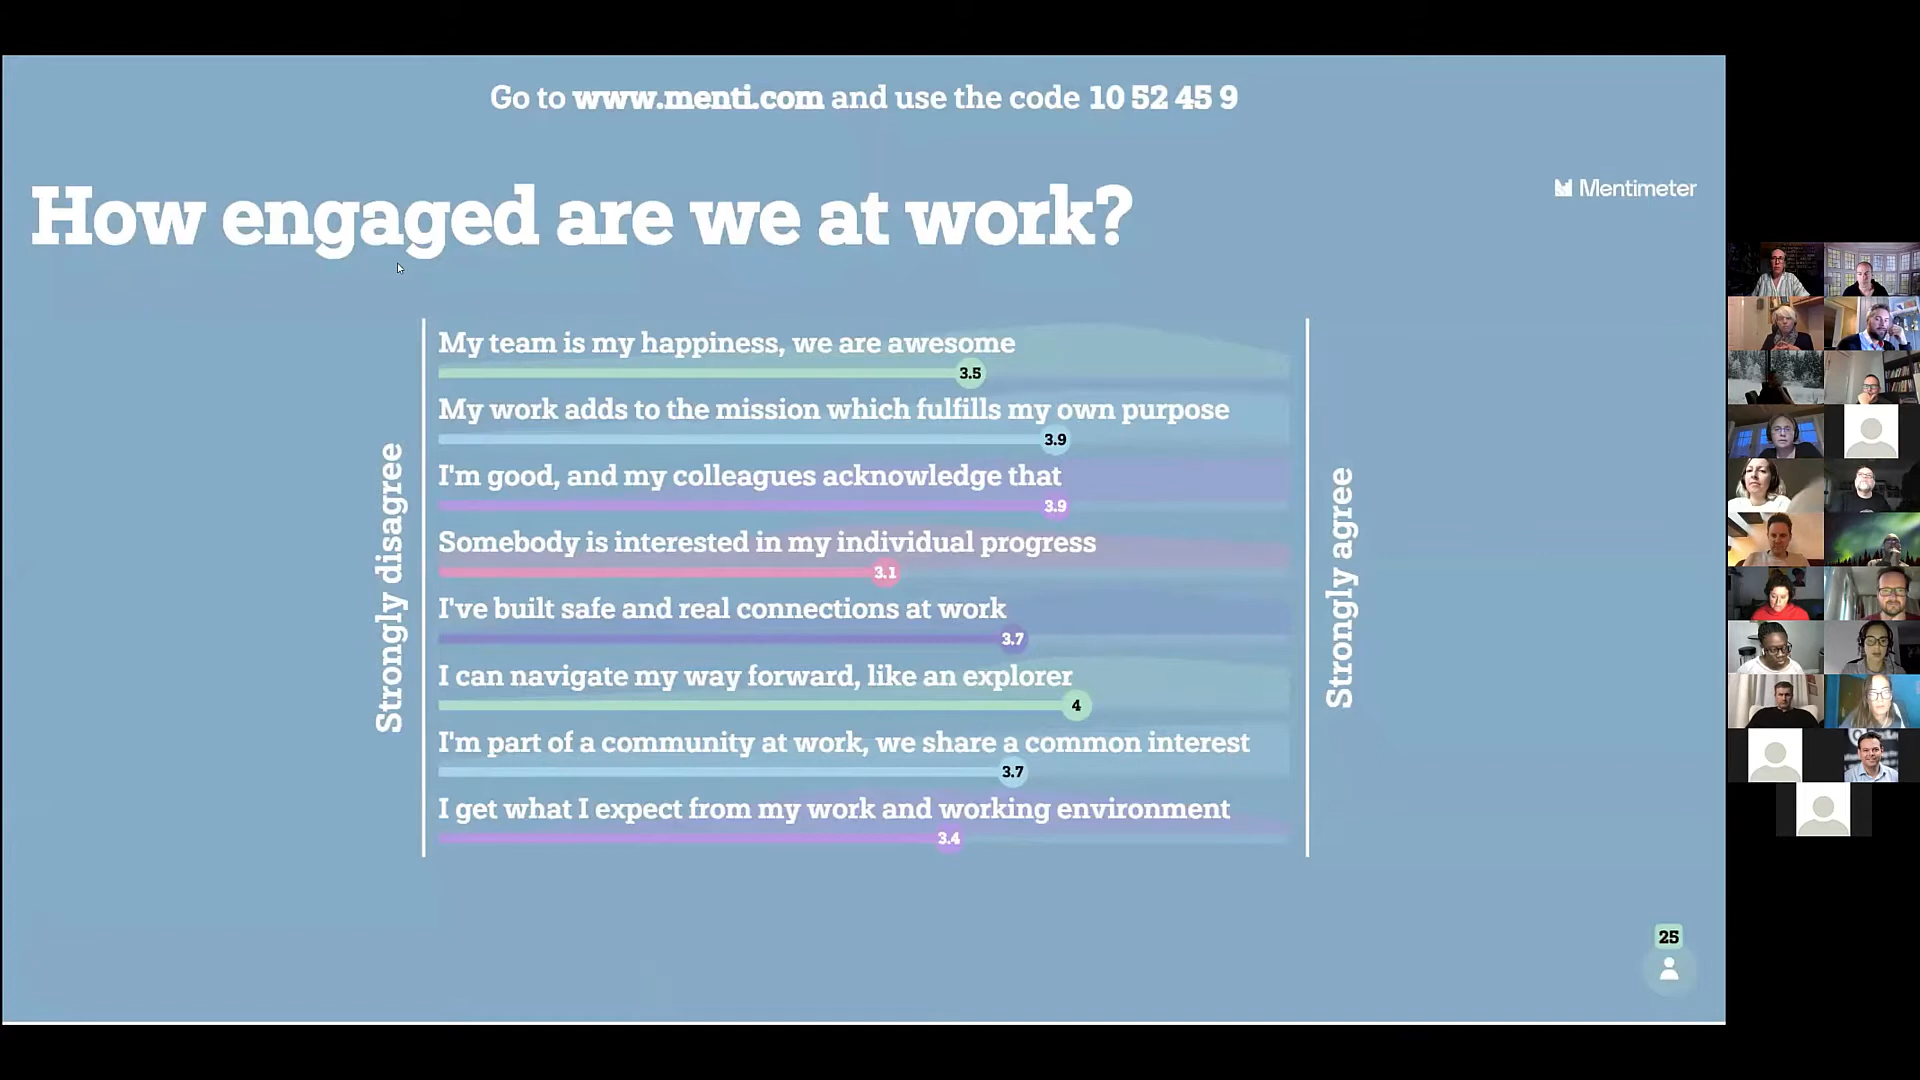 Go to www.menti.com and use the code 10 52 45 9
Mentimeter
How engaged are we at work?
Strongly disagree
My team is my happiness, we are awesome
3.5
My work adds to the mission which fulfills my own purpose
3.9
I'm good, and my colleagues acknowledge that
3.9
Somebody is interested in my individual progress
3.1
I've built safe and real connections at work
3.7
I can navigate my way forward, like an explorer
4
I'm part of a community at work, we share a common interest
3.7
I get what I expect from my work and working environment
3.4
Strongly agree
25